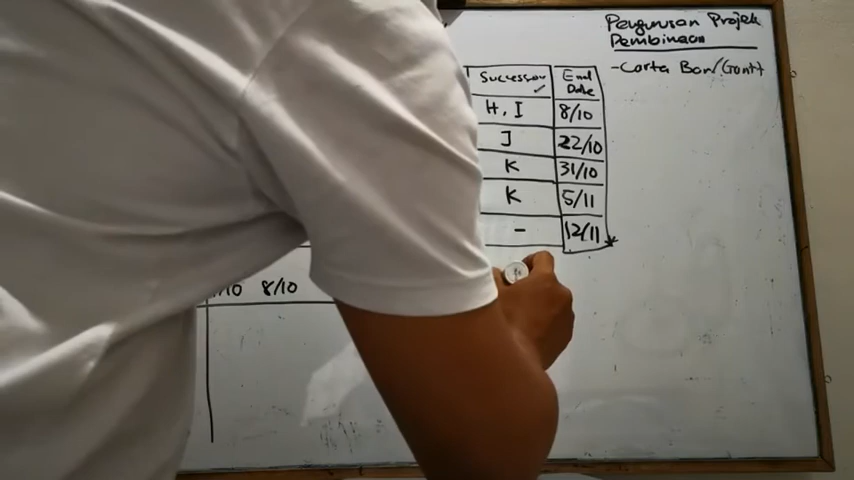 Pengurusan Projek
Pembinaan
- Carta Bar/Gantt
Successor End
Date
H, I 8/10
J 22/10
K 31/10
K 5/11
- 12/11
/10 8/10